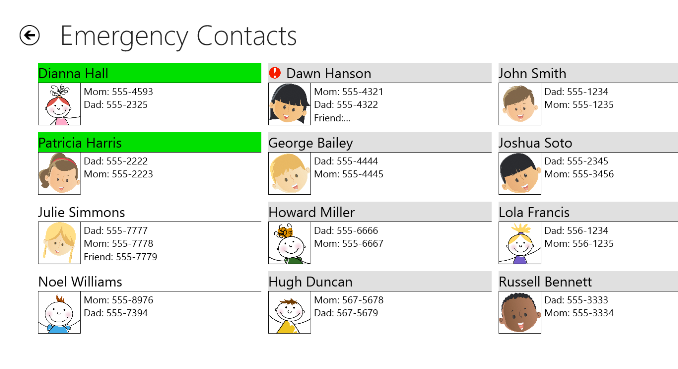 Emergency Contacts
Dianna Hall
Mom: 555-4593
Dad: 555-2325
Patricia Harris
Dad: 555-2222
Mom: 555-2223
Julie Simmons
Dad: 555-7777
Mom: 555-7778
Friend: 555-7779
Noel Williams
Mom: 555-8976
Dad: 555-7394
Dawn Hanson
Mom: 555-4321
Dad: 555-4322
Friend:...
George Bailey
Dad: 555-4444
Mom: 555-4445
Howard Miller
Dad: 555-6666
Mom: 555-6667
Hugh Duncan
Mom: 567-5678
Dad: 567-5679
John Smith
Dad: 555-1234
Mom: 555-1235
Joshua Soto
Dad: 555-2345
Mom: 555-3456
Lola Francis
Dad: 556-1234
Mom: 556-1235
Russell Bennett
Dad: 555-3333
Mom: 555-3334